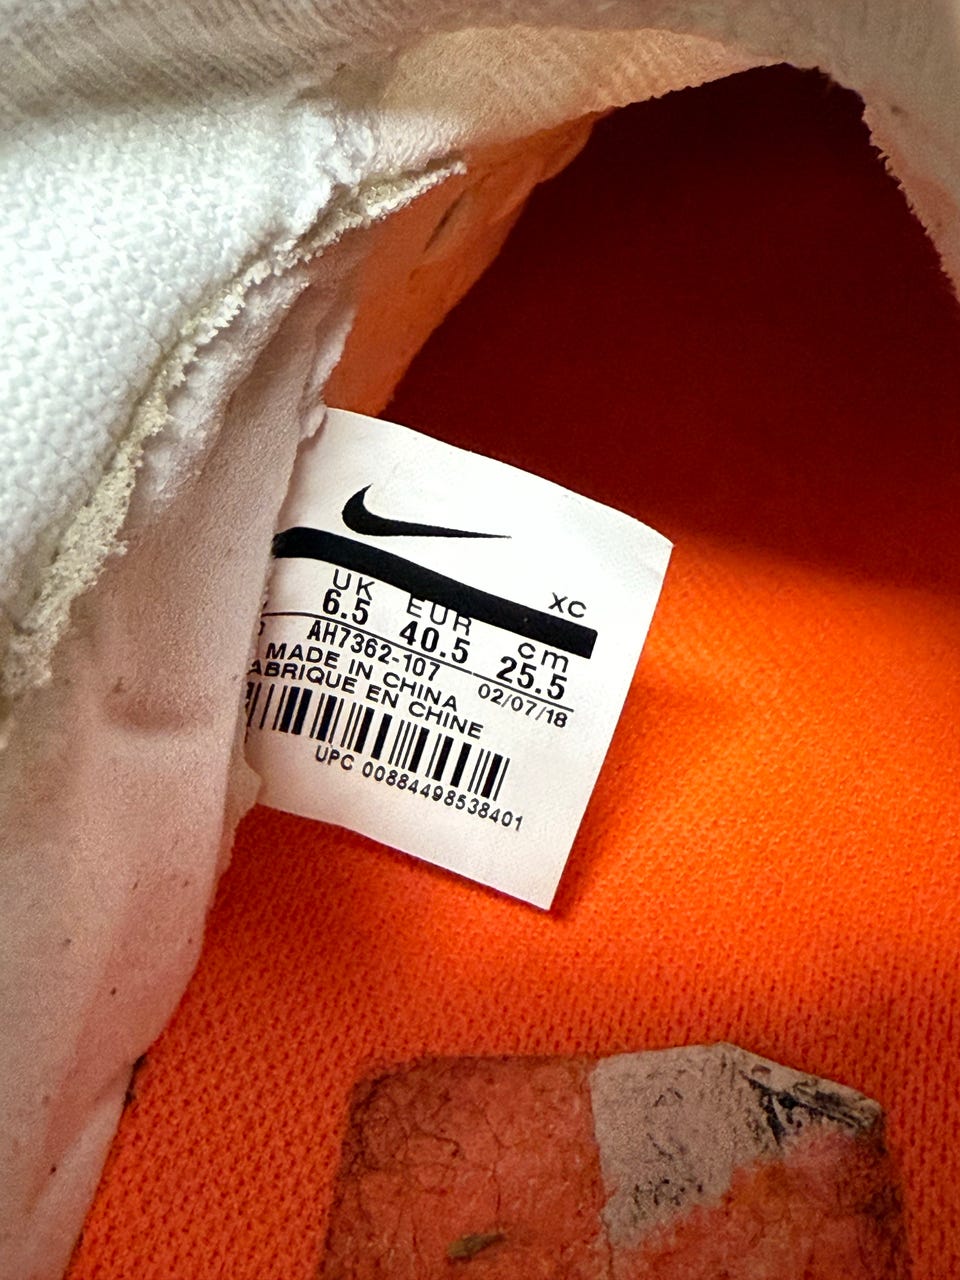 XC
UK EUR cm
6.5 40.5 25.5
AH7362-107 02/07/18
MADE IN CHINA
ABRIQUE EN CHINE
UPC 00884498538401